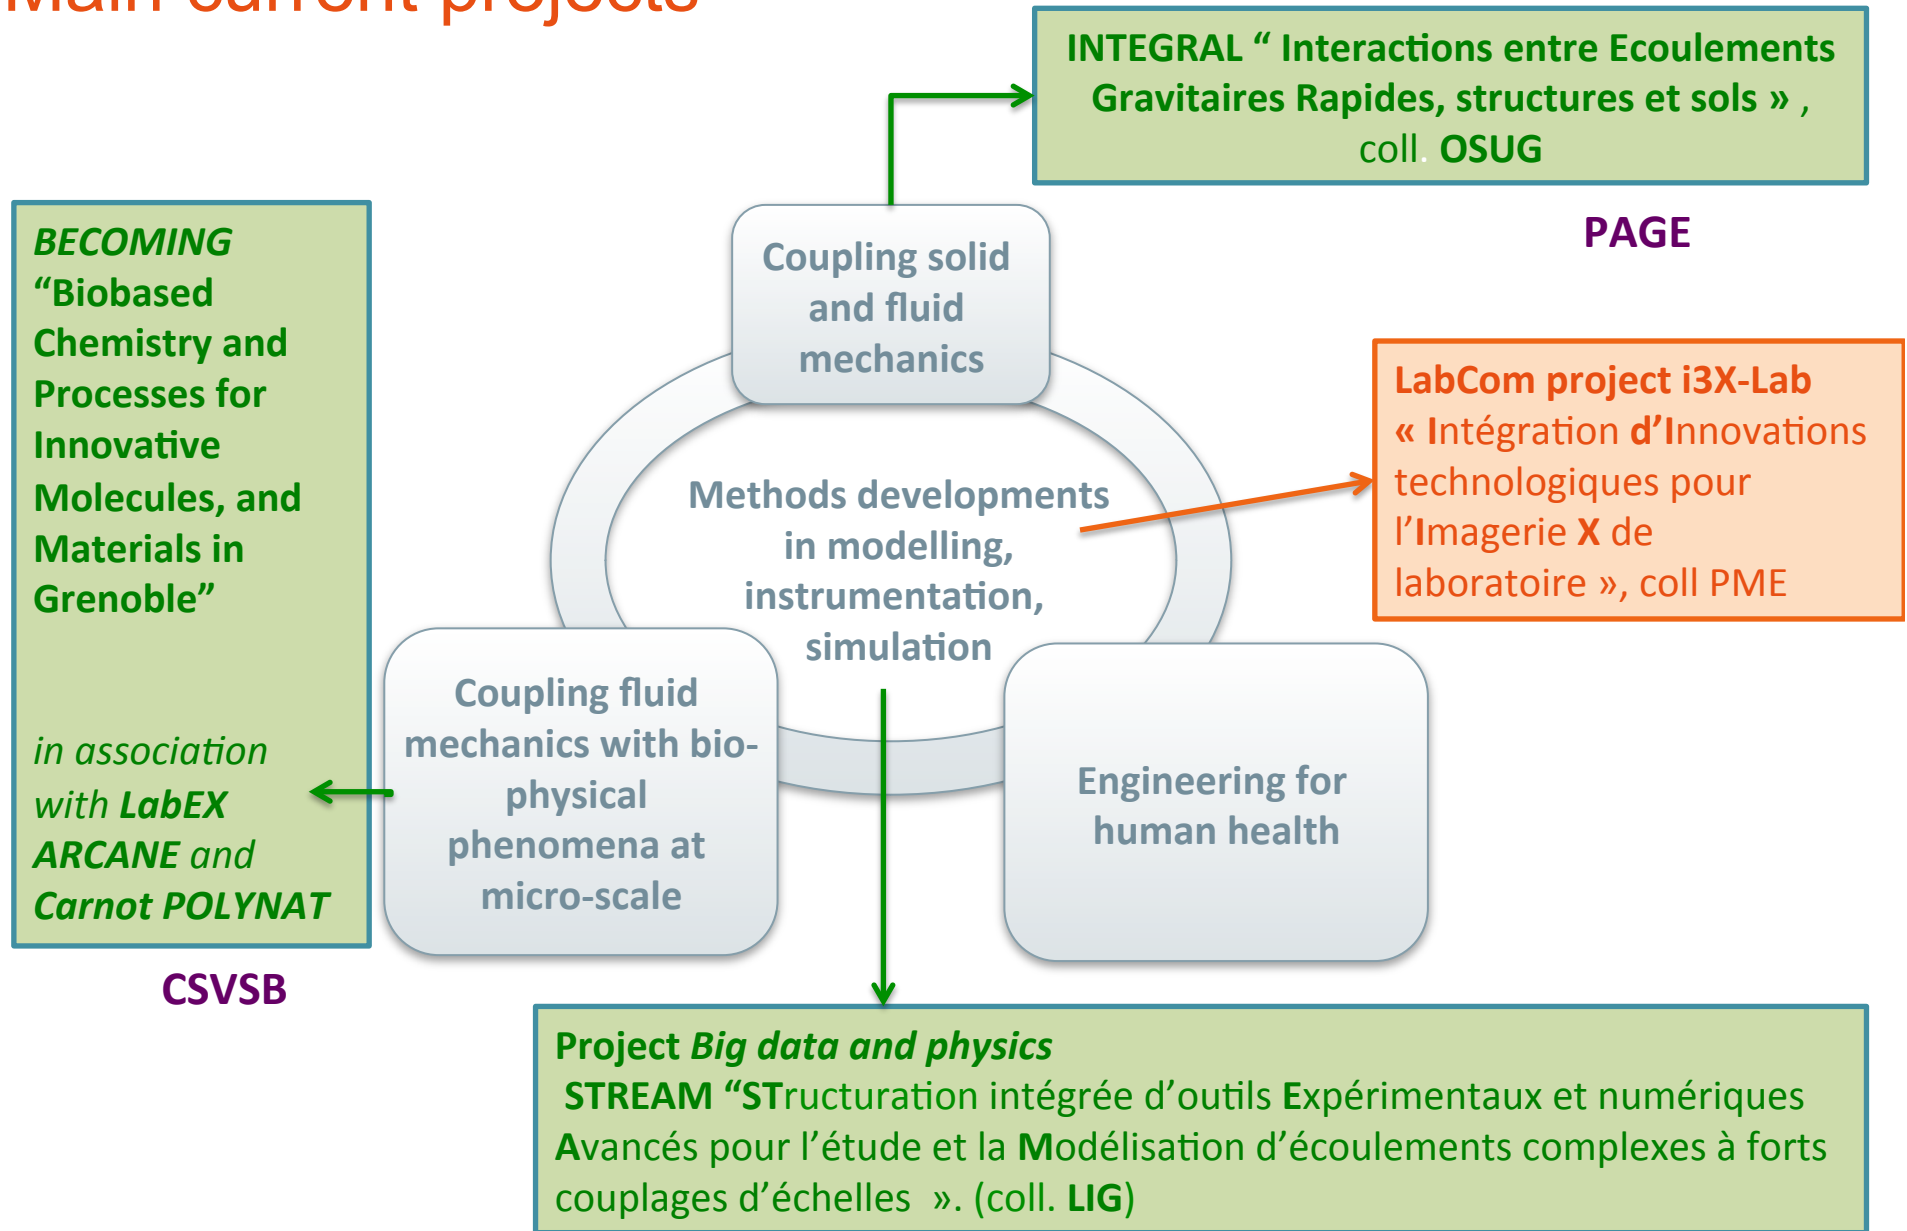 Main current projects
INTEGRAL “ Interactions entre Ecoulements
Gravitaires Rapides, structures et sols » ,
coll. OSUG
PAGE
BECOMING
“Biobased
Chemistry and
Processes for
Innovative
Molecules, and
Materials in
Grenoble”
in association
with LabEX
ARCANE and
Carnot POLYNAT
CSVSB
Coupling solid
and fluid
mechanics
Methods developments
in modelling,
instrumentation,
simulation
LabCom project i3X-Lab
« Intégration d’Innovations
technologiques pour
l’Imagerie X de
laboratoire », coll PME
Coupling fluid
mechanics with bio-
physical
phenomena at
micro-scale
Engineering for
human health
Project Big data and physics
STREAM “STructuration intégrée d’outils Expérimentaux et numériques
Avancés pour l’étude et la Modélisation d’écoulements complexes à forts
couplages d’échelles ». (coll. LIG)